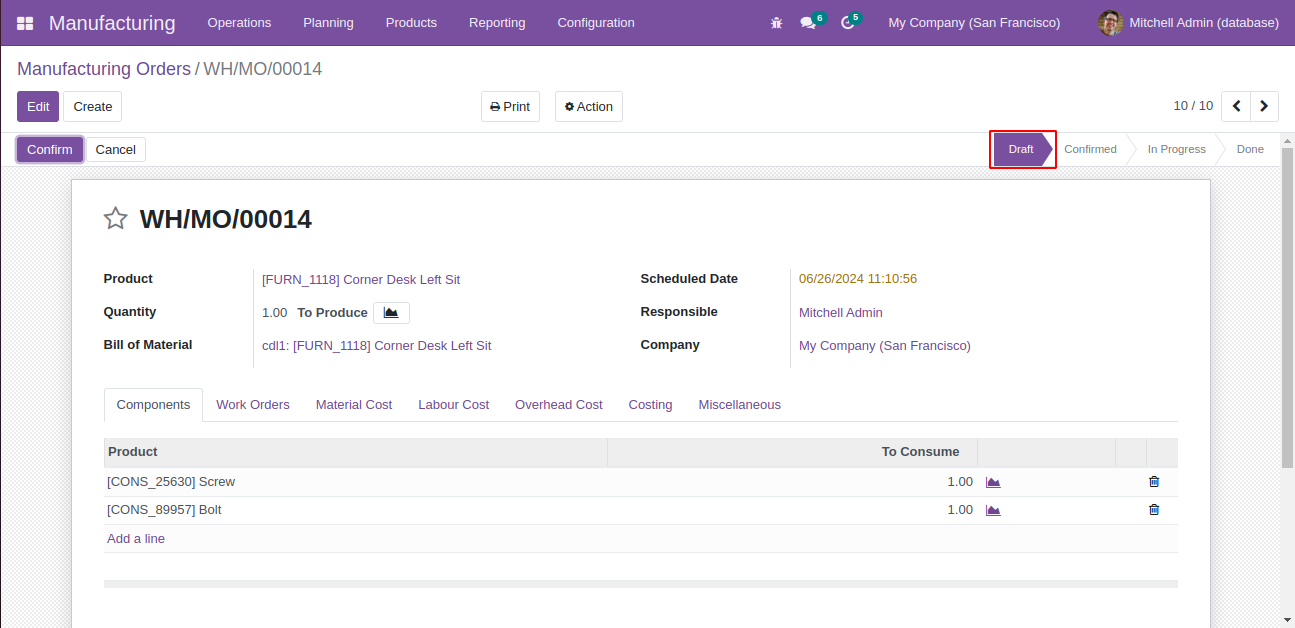 Manufacturing Operations Planning Products Reporting Configuration 6 5 My Company (San Francisco) Mitchell Admin (database)
Manufacturing Orders / WH/MO/00014
Edit Create Print Action 10 / 10
Confirm Cancel Draft Confirmed In Progress Done
WH/MO/00014
Product [FURN_1118] Corner Desk Left Sit Scheduled Date 06/26/2024 11:10:56
Quantity 1.00 To Produce Responsible Mitchell Admin
Bill of Material cdl1: [FURN_1118] Corner Desk Left Sit Company My Company (San Francisco)
Components Work Orders Material Cost Labour Cost Overhead Cost Costing Miscellaneous
Product To Consume
[CONS_25630] Screw 1.00
[CONS_89957] Bolt 1.00
Add a line